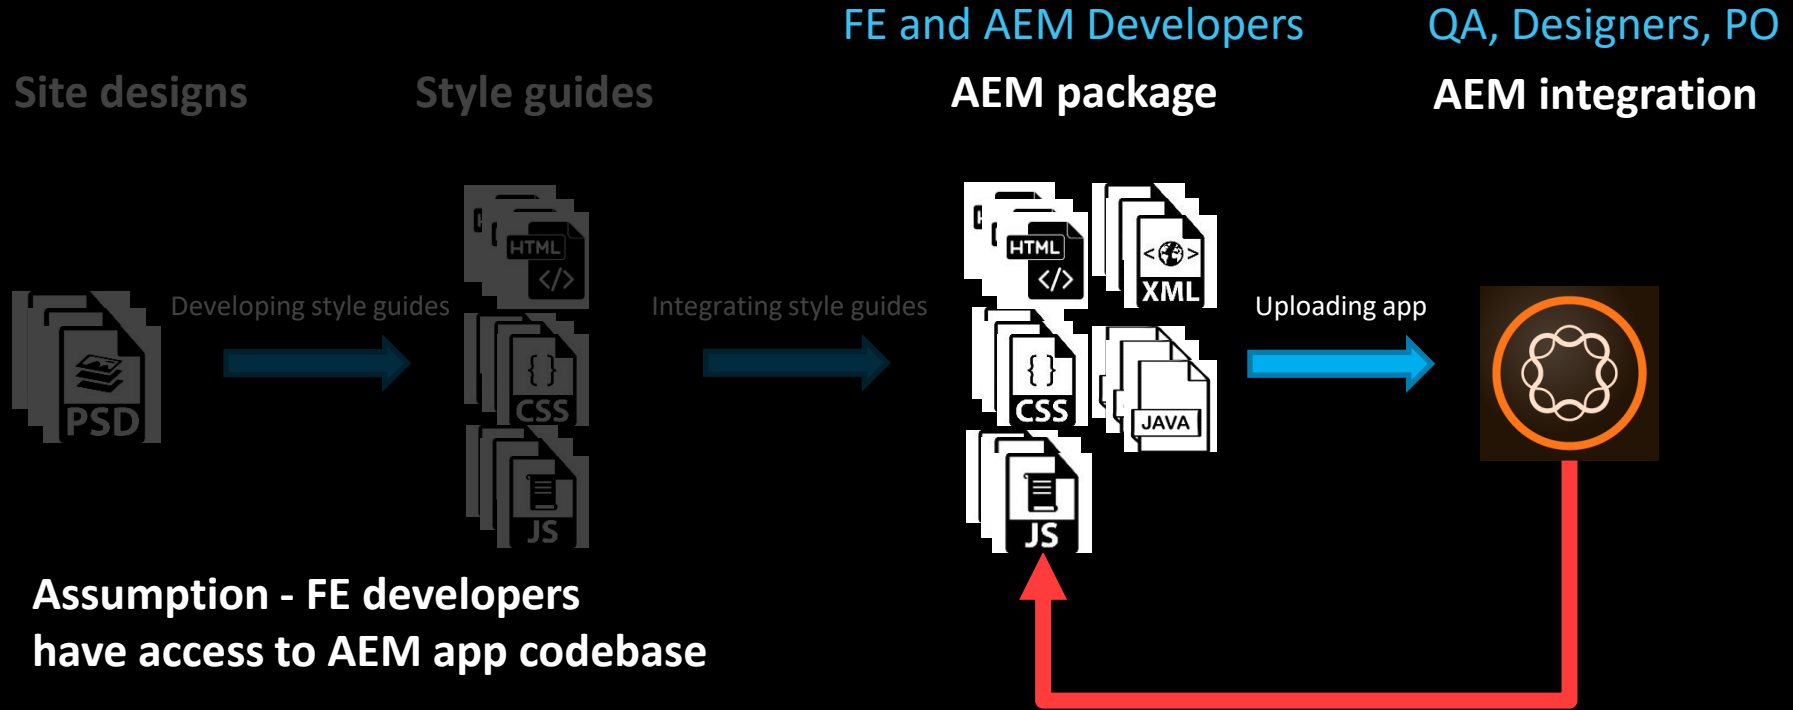 FE and AEM Developers
QA, Designers, PO
Site designs
Style guides
AEM package
AEM integration
HTML
</>
HTML
</>
< >
XML
Developing style guides
Integrating style guides
Uploading app
{ }
CSS
{ }
CSS
PSD
JAVA
JS
JS
Assumption - FE developers
have access to AEM app codebase